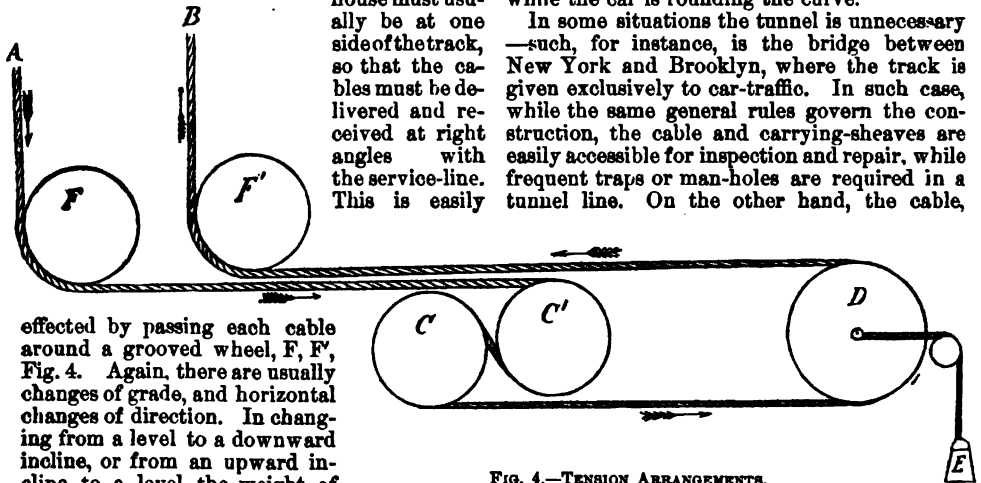 house must usu-
ally be at one
side of the track,
so that the ca-
bles must be de-
livered and re-
ceived at right
angles with
the service-line.
This is easily
effected by passing each cable
around a grooved wheel, F, F′,
Fig. 4. Again, there are usually
changes of grade, and horizontal
changes of direction. In chang-
ing from a level to a downward
incline, or from an upward in-
cline to a level the weight of
while the car is rounding the curve.
In some situations the tunnel is unnecessary
—such, for instance, is the bridge between
New York and Brooklyn, where the track is
given exclusively to car-traffic. In such case,
while the same general rules govern the con-
struction, the cable and carrying-sheaves are
easily accessible for inspection and repair, while
frequent traps or man-holes are required in a
tunnel line. On the other hand, the cable,
A
B
F
F′
C
C′
D
E
FIG. 4.—TENSION ARRANGEMENTS.